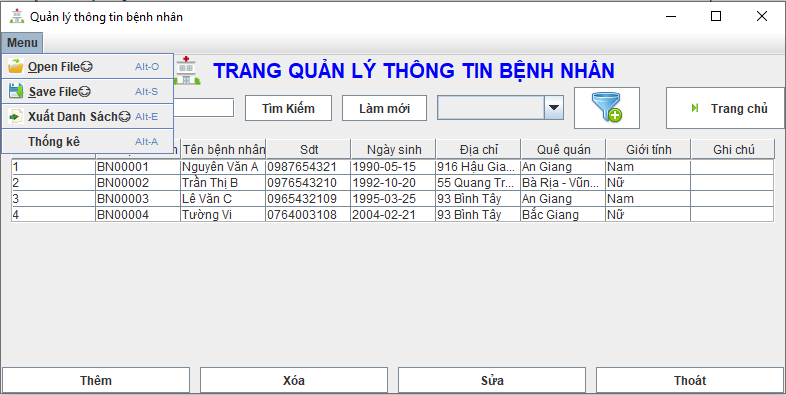 Quản lý thông tin bệnh nhân
Menu
Open File☺ Alt-O
Save File☺ Alt-S
Xuất Danh Sách☺ Alt-E
Thống kê Alt-A
TRANG QUẢN LÝ THÔNG TIN BỆNH NHÂN
Tìm Kiếm Làm mới Trang chủ
Tên bệnh nhân Sdt Ngày sinh Địa chỉ Quê quán Giới tính Ghi chú
1 BN00001 Nguyễn Văn A 0987654321 1990-05-15 916 Hậu Gia... An Giang Nam
2 BN00002 Trần Thị B 0976543210 1992-10-20 55 Quang Tr... Bà Rịa - Vũn... Nữ
3 BN00003 Lê Văn C 0965432109 1995-03-25 93 Bình Tây An Giang Nam
4 BN00004 Tường Vi 0764003108 2004-02-21 93 Bình Tây Bắc Giang Nữ
Thêm Xóa Sửa Thoát